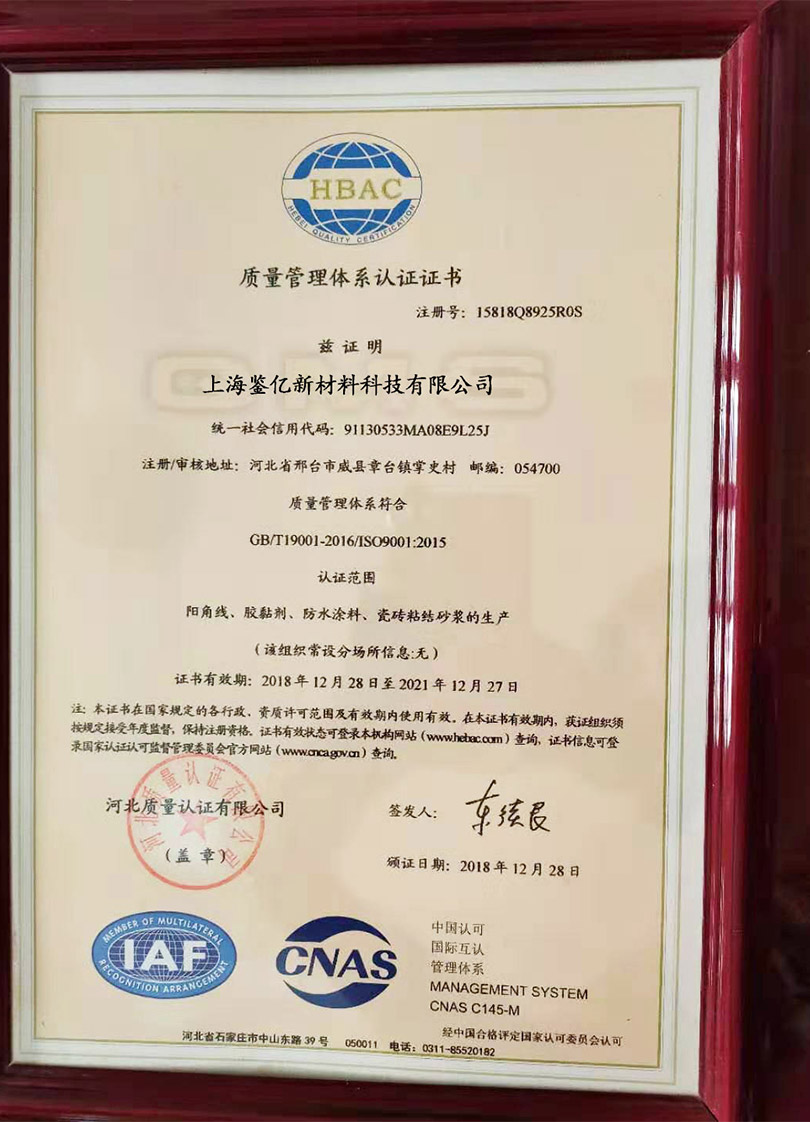 HBAC
HEBEI QUALITY CERTIFICATION
质量管理体系认证证书
注册号：15818Q8925R0S
兹证明
上海鉴亿新材料科技有限公司
统一社会信用代码：91130533MA08E9L25J
注册/审核地址：河北省邢台市威县章台镇掌史村 邮编：054700
质量管理体系符合
GB/T19001-2016/ISO9001:2015
认证范围
阳角线、胶黏剂、防水涂料、瓷砖粘结砂浆的生产
（该组织常设分场所信息:无）
证书有效期：2018年12月28日至2021年12月27日
注: 本证书在国家规定的各行政、资质许可范围及有效期内使用有效。在本证书有效期内，获证组织须
按规定接受年度监督，保持注册资格。证书有效状态可登录本机构网站（www.hebac.com）查询，证书信息可登
录国家认证认可监督管理委员会官方网站（www.cnca.gov.cn）查询。
河北质量认证有限公司
河北质量认证有限公司
（盖章）
签发人：
颁证日期：2018年12月28日
MEMBER OF MULTILATERAL
IAF
RECOGNITION ARRANGEMENT
CNAS
中国认可
国际互认
管理体系
MANAGEMENT SYSTEM
CNAS C145-M
经中国合格评定国家认可委员会认可
河北省石家庄市中山东路39号 050011 电话：0311-85520182